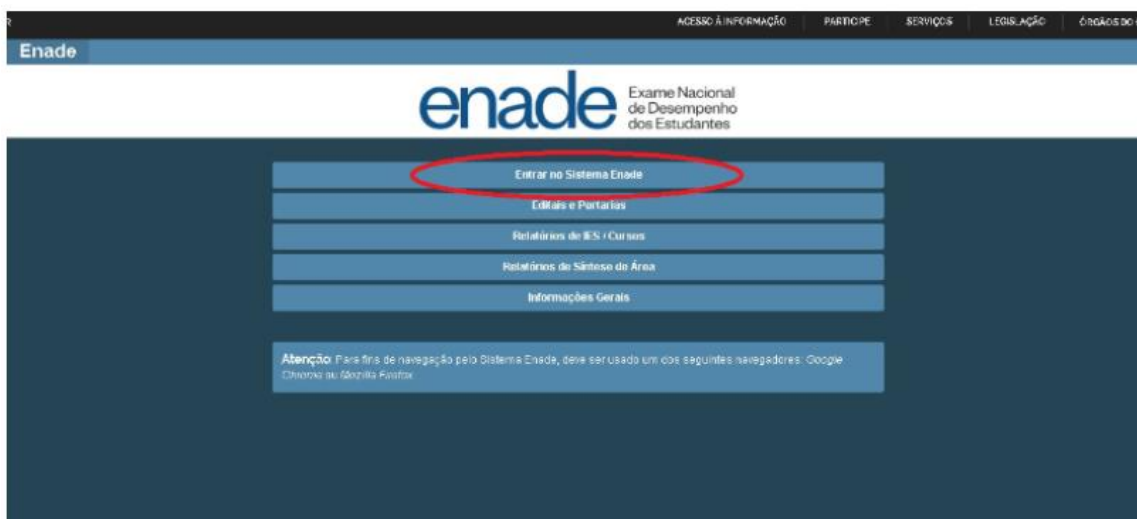 R
ACESSO À INFORMAÇÃO PARTICIPE SERVIÇOS LEGISLAÇÃO ÓRGÃOS DO
Enade
enade Exame Nacional
de Desempenho
dos Estudantes
Entrar no Sistema Enade
Editais e Portarias
Relatórios de IES / Cursos
Relatórios de Síntese de Área
Informações Gerais
Atenção: Para fins de navegação pelo Sistema Enade, deve ser usado um dos seguintes navegadores: Google
Chrome ou Mozilla Firefox